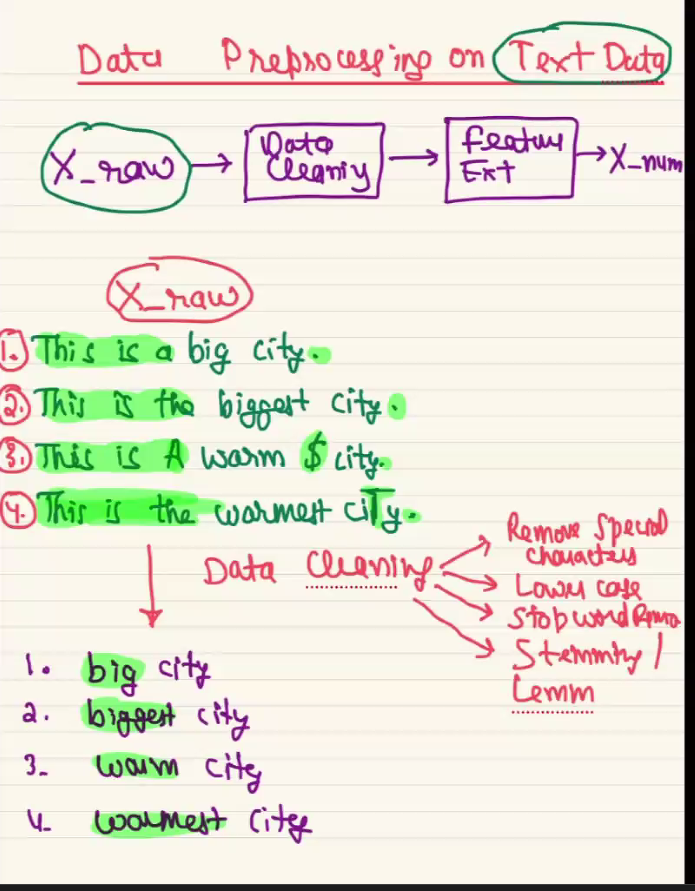 Data Preprocessing on Text Data
X_raw → Data Cleaning → Featur Ext → X_num
X_raw
1. This is a big city.
2. This is the biggest city.
3. This is A warm $ city.
4. This is the warmest ciTy.
Data Cleaning
Remove Special
characters
Lower case
Stopword Remo
Stemming /
Lemm
1. big city
2. biggest city
3- warm city
4- warmest city